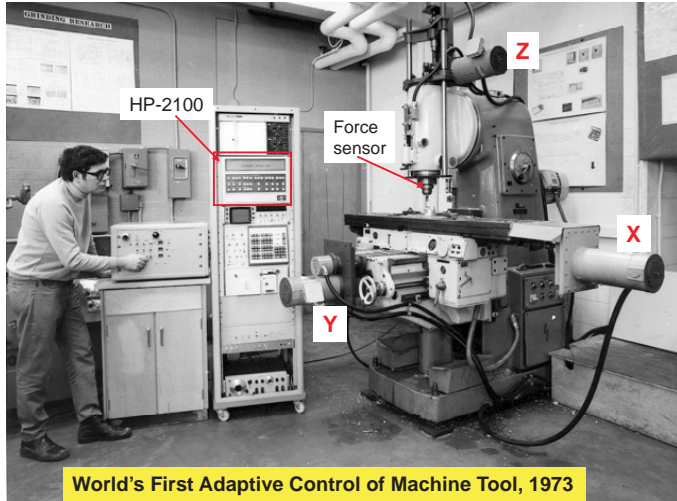 GRINDING RESEARCH
HP-2100
Force
sensor
Z
X
Y
World's First Adaptive Control of Machine Tool, 1973